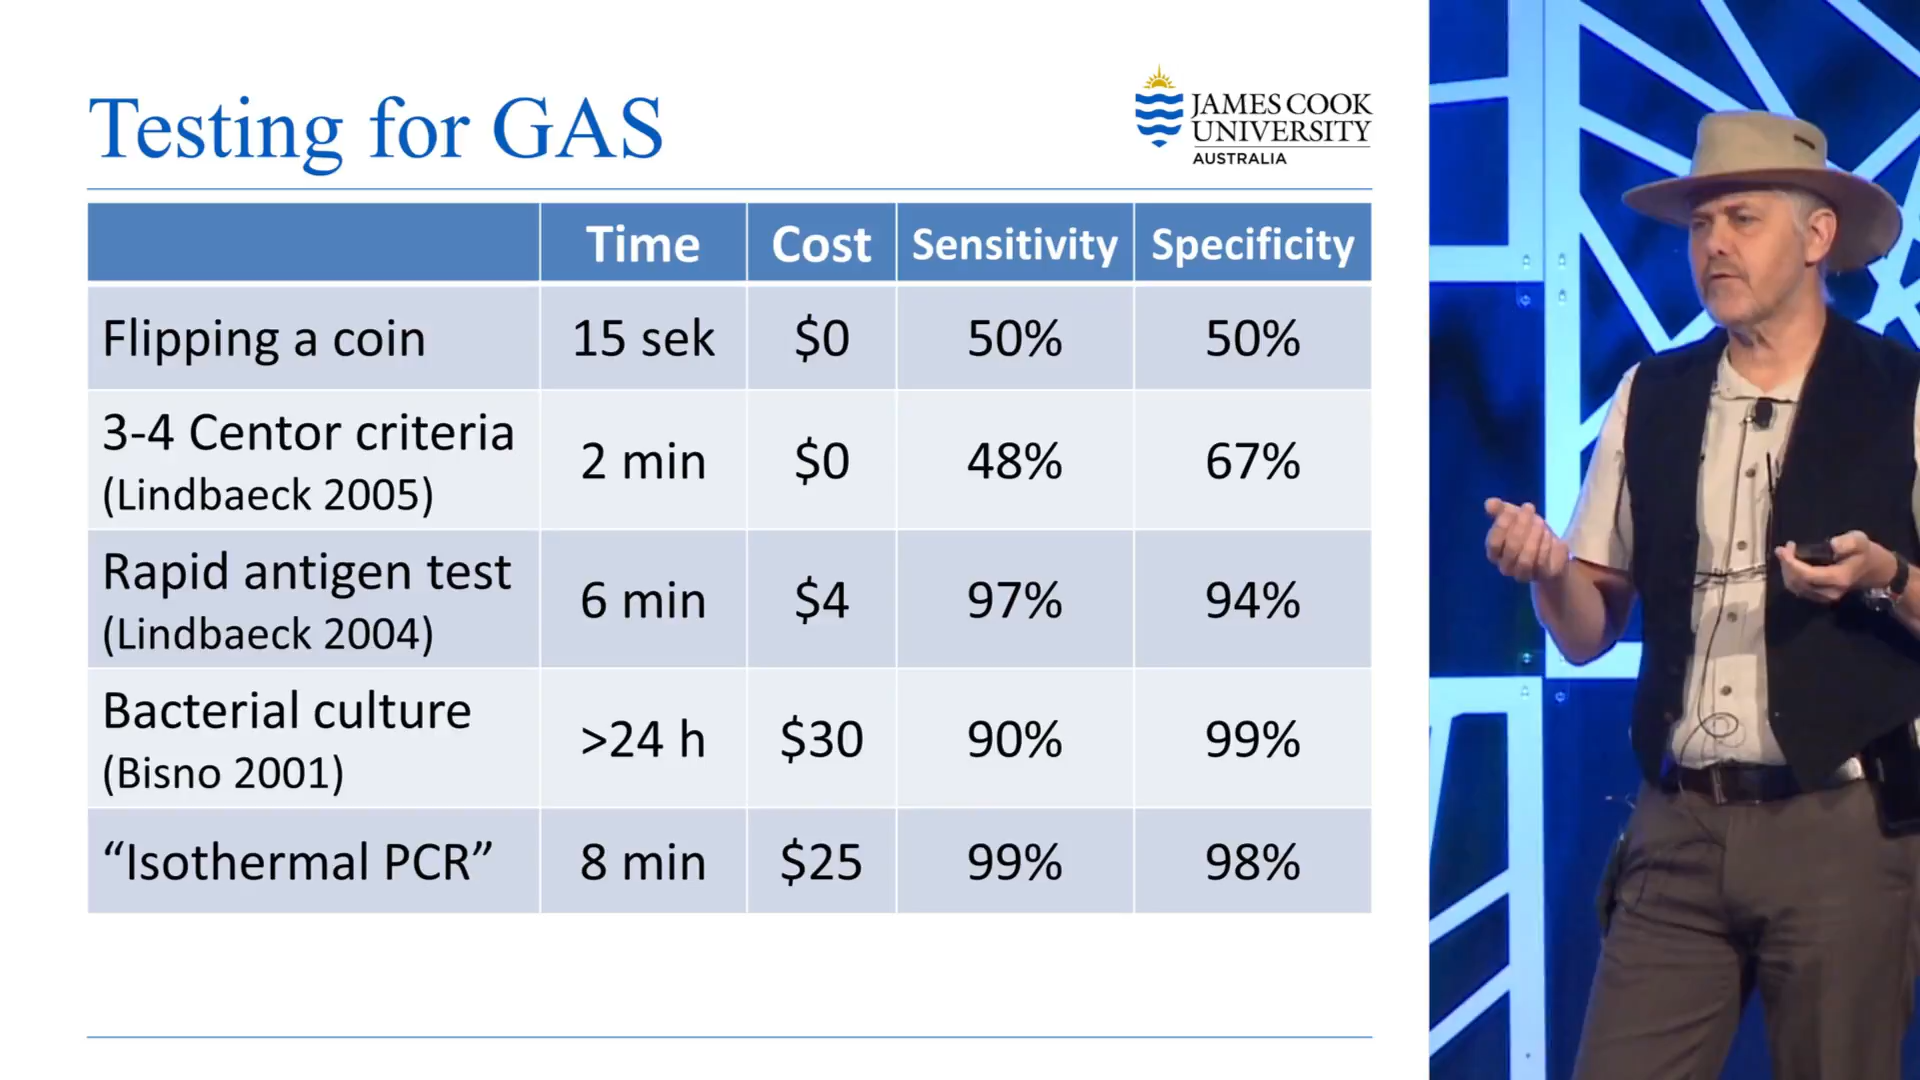 Testing for GAS
JAMES COOK
UNIVERSITY
AUSTRALIA
Time Cost Sensitivity Specificity
Flipping a coin 15 sek $0 50% 50%
3-4 Centor criteria
(Lindbaeck 2005) 2 min $0 48% 67%
Rapid antigen test
(Lindbaeck 2004) 6 min $4 97% 94%
Bacterial culture
(Bisno 2001) >24 h $30 90% 99%
“Isothermal PCR” 8 min $25 99% 98%